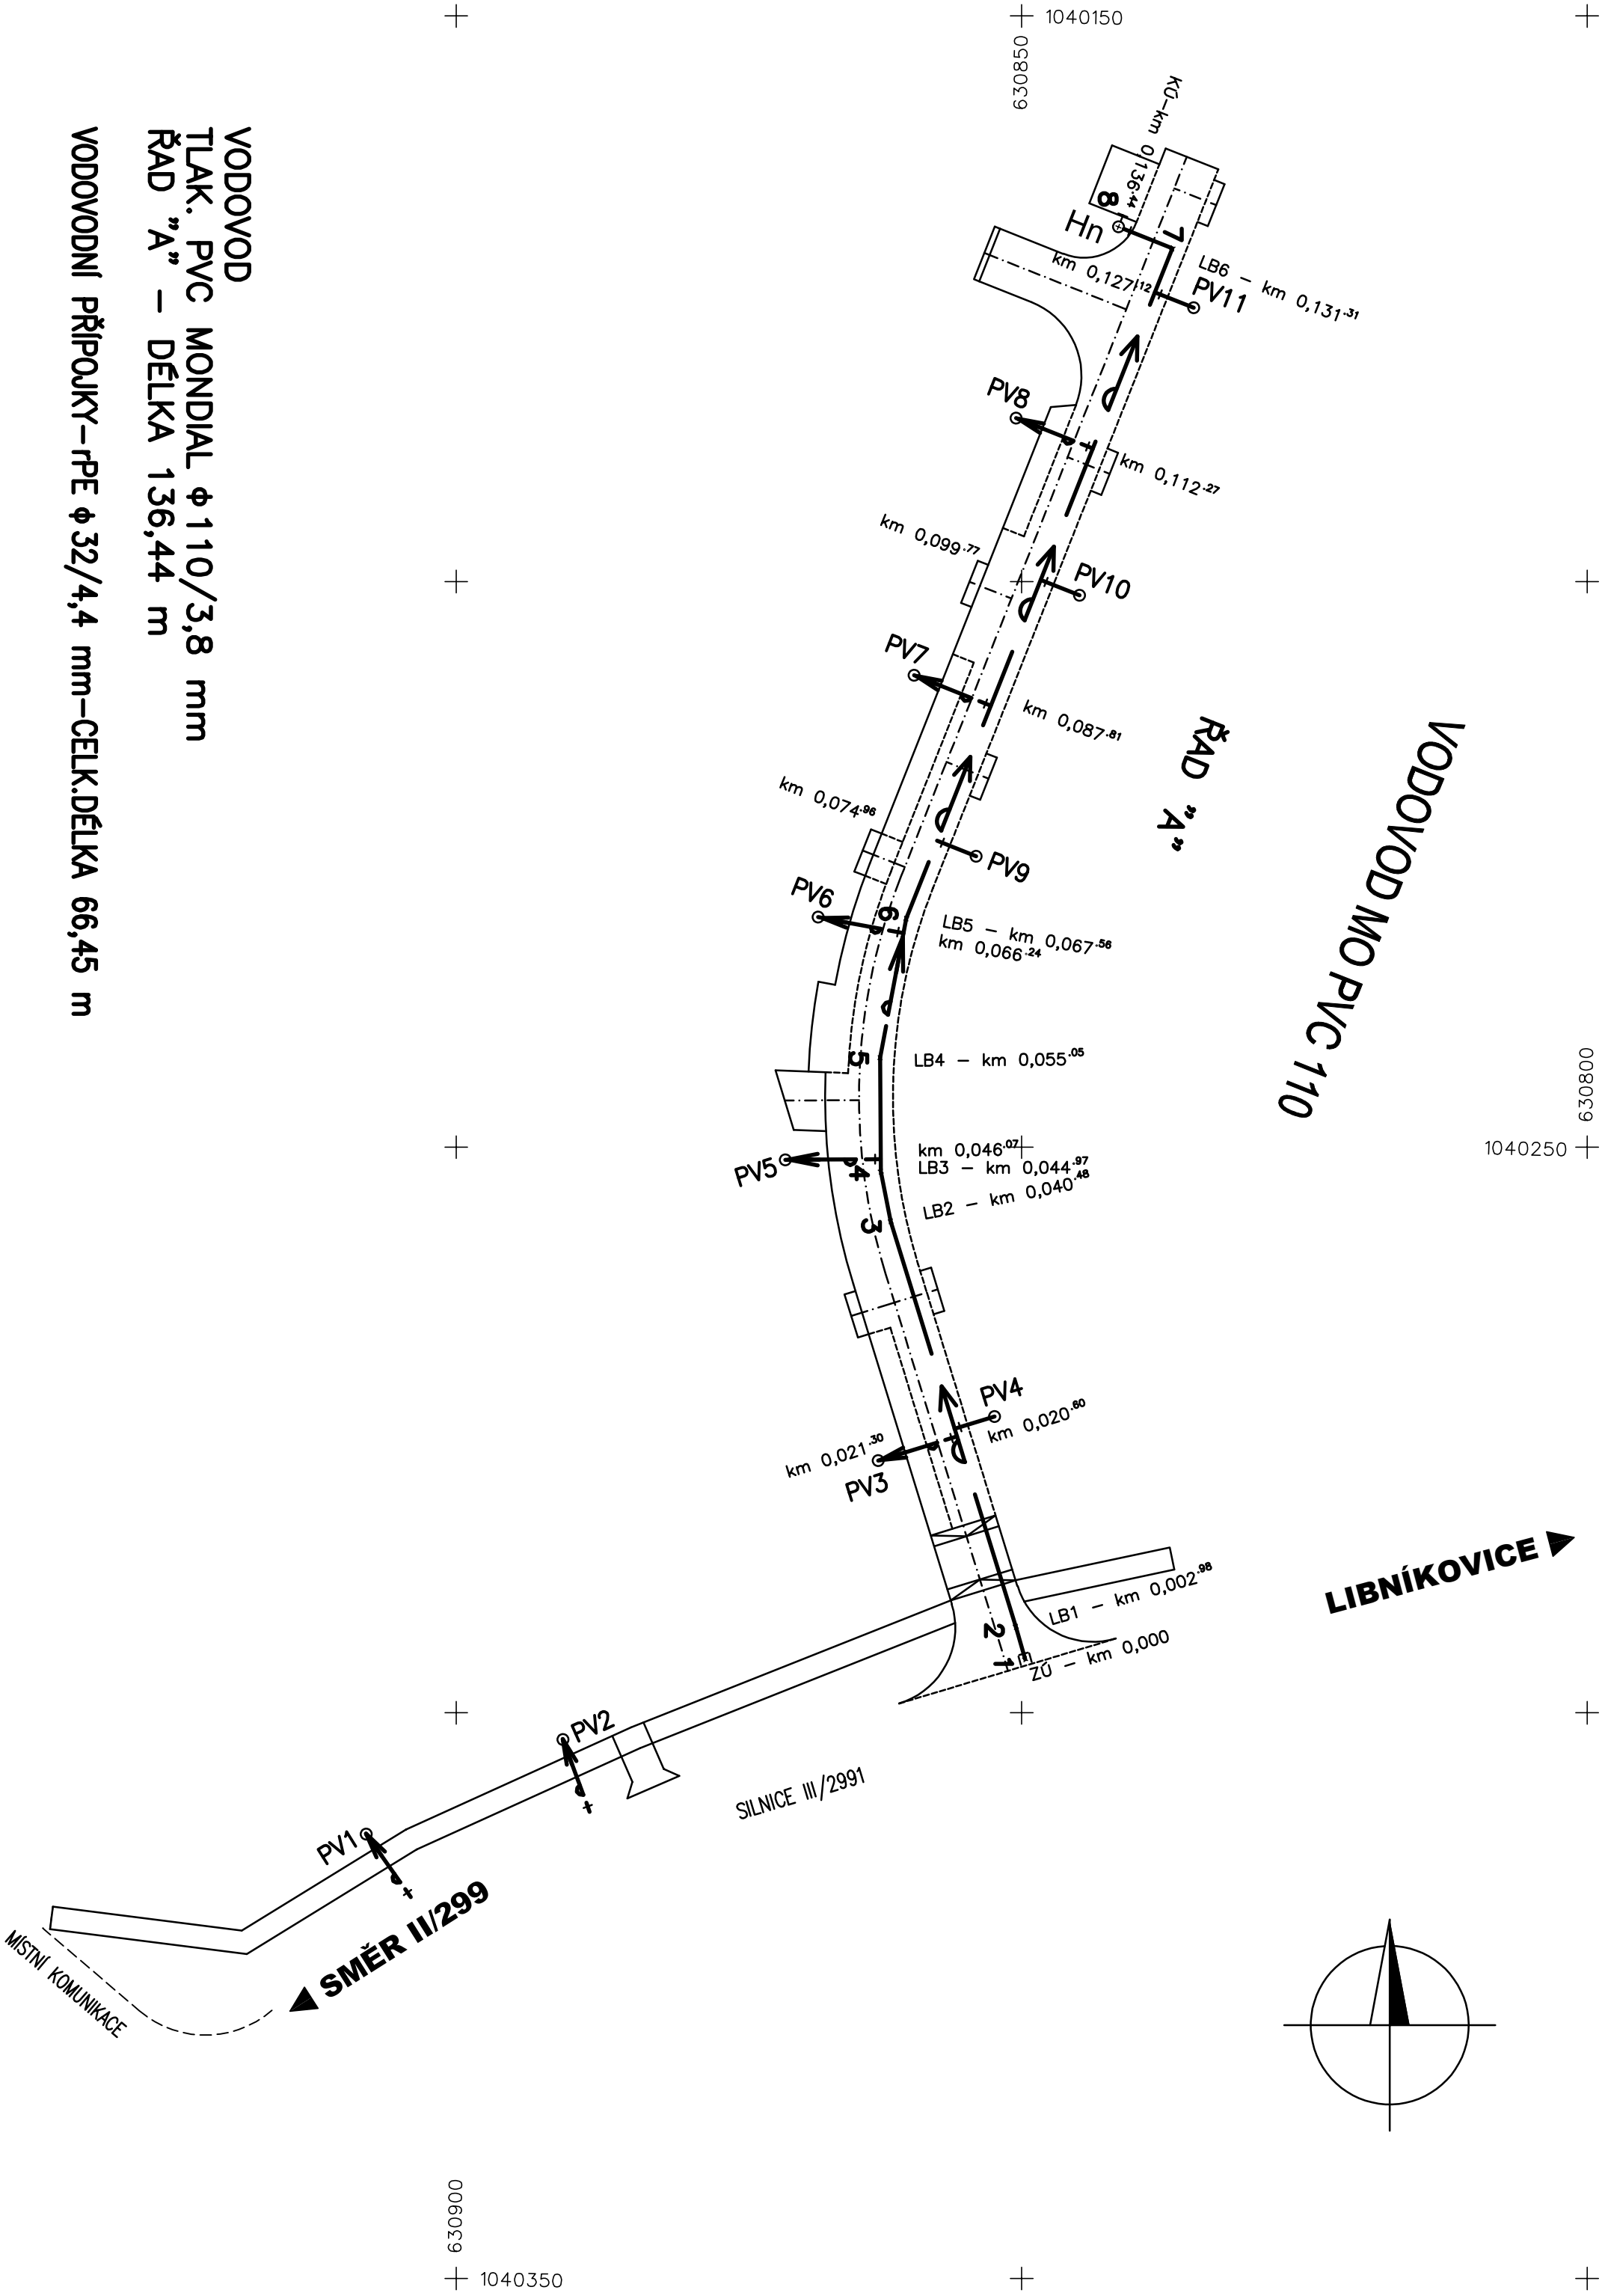 1040150
630850
KÚ-km 0,136.44
8
Hn
1
km 0,127.12
LB6 - km 0,131.31
PV11
PV8
km 0,112.27
km 0,099.77
PV10
PV7
km 0,087.81
km 0,074.96
PV9
PV6
6
LB5 - km 0,067.56
km 0,066.24
5
LB4 - km 0,055.05
km 0,046.07
LB3 - km 0,044.97
LB2 - km 0,040.48
PV5
4
3
PV4
km 0,020.60
km 0,021.30
PV3
LB1 - km 0,002.98
2
1
ZÚ - km 0,000
PV2
PV1
SILNICE III/2991
SMĚR II/299
MÍSTNÍ KOMUNIKACE
LIBNÍKOVICE
VODOVOD MO PVC 110
ŘAD "A"
VODOVOD
TLAK. PVC MONDIAL ϕ110/3,8 mm
ŘAD "A" - DÉLKA 136,44 m
VODOVODNÍ PŘÍPOJKY-rPE ϕ32/4,4 mm-CELK.DÉLKA 66,45 m
630800
1040250
630900
1040350